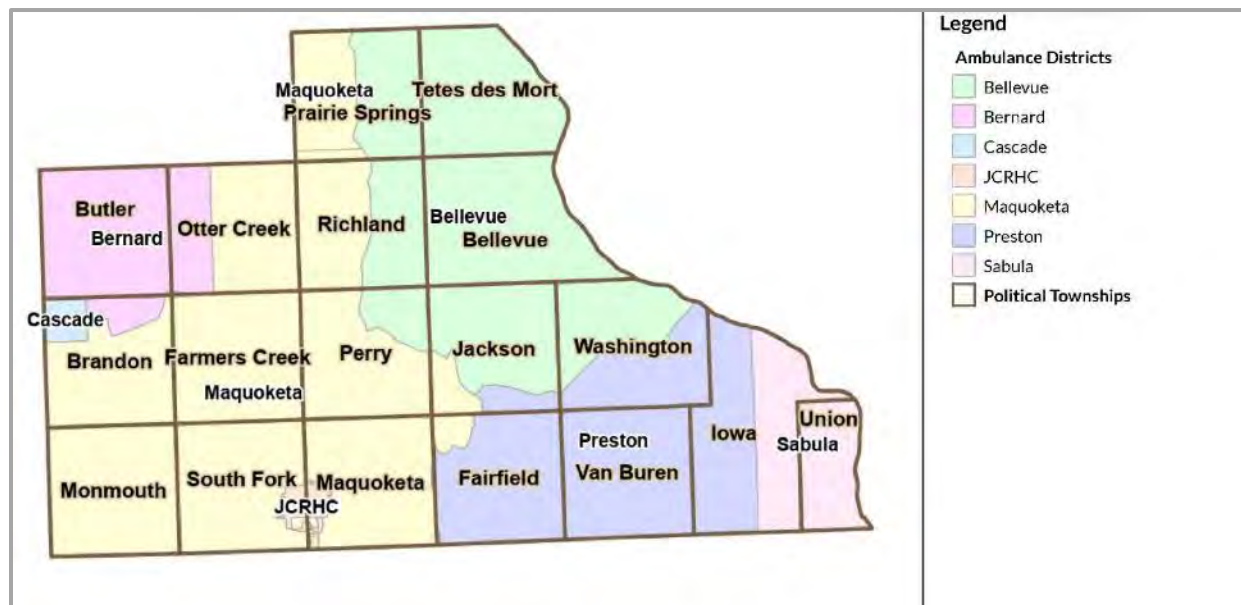 Legend
Ambulance Districts
Bellevue
Bernard
Cascade
JCRHC
Maquoketa
Preston
Sabula
Political Townships
Maquoketa
Tetes des Mort
Prairie Springs
Butler
Bernard
Otter Creek
Richland
Bellevue
Bellevue
Cascade
Brandon
Farmers Creek
Perry
Jackson
Washington
Maquoketa
Monmouth
South Fork
Maquoketa
JCRHC
Fairfield
Preston
Van Buren
Iowa
Union
Sabula